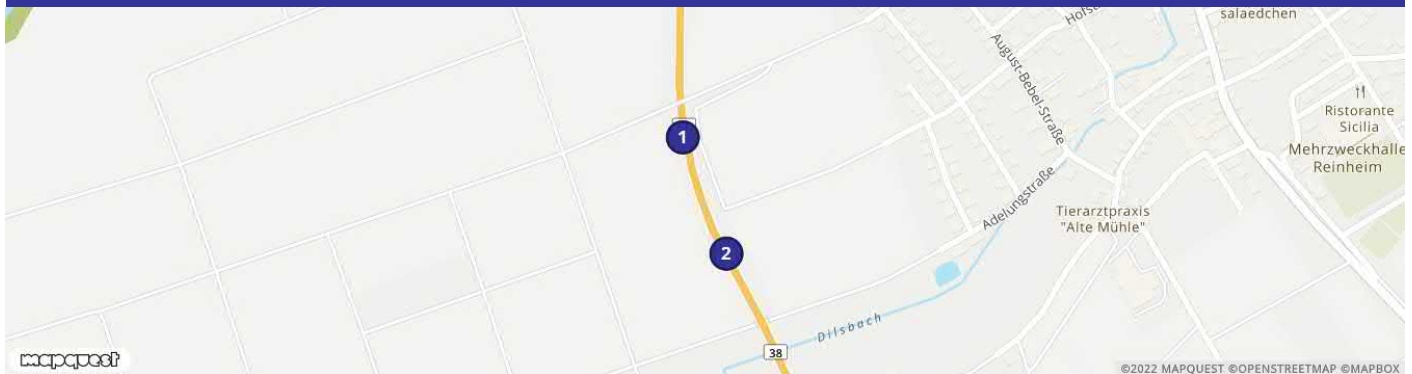 salaedchen
August-Bebel-Straße
Ristorante
Sicilia
1
Mehrzweckhalle
Reinheim
Adelungstraße
Tierarztpraxis
"Alte Mühle"
2
Dilsbach
38
mapquest
©2022 MAPQUEST ©OPENSTREETMAP ©MAPBOX